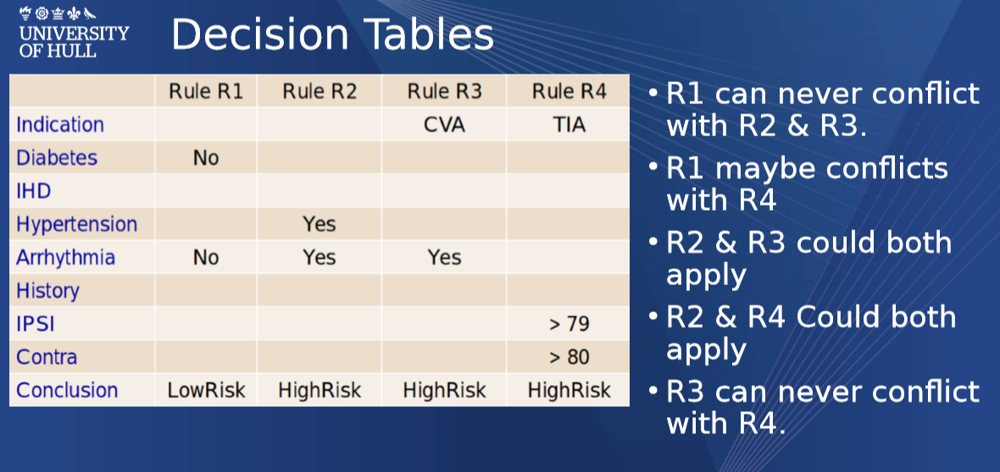 UNIVERSITY
OF HULL
Decision Tables
Rule R1 Rule R2 Rule R3 Rule R4
Indication CVA TIA
Diabetes No
IHD
Hypertension Yes
Arrhythmia No Yes Yes
History
IPSI > 79
Contra > 80
Conclusion LowRisk HighRisk HighRisk HighRisk
• R1 can never conflict
with R2 & R3.
• R1 maybe conflicts
with R4
• R2 & R3 could both
apply
• R2 & R4 Could both
apply
• R3 can never conflict
with R4.